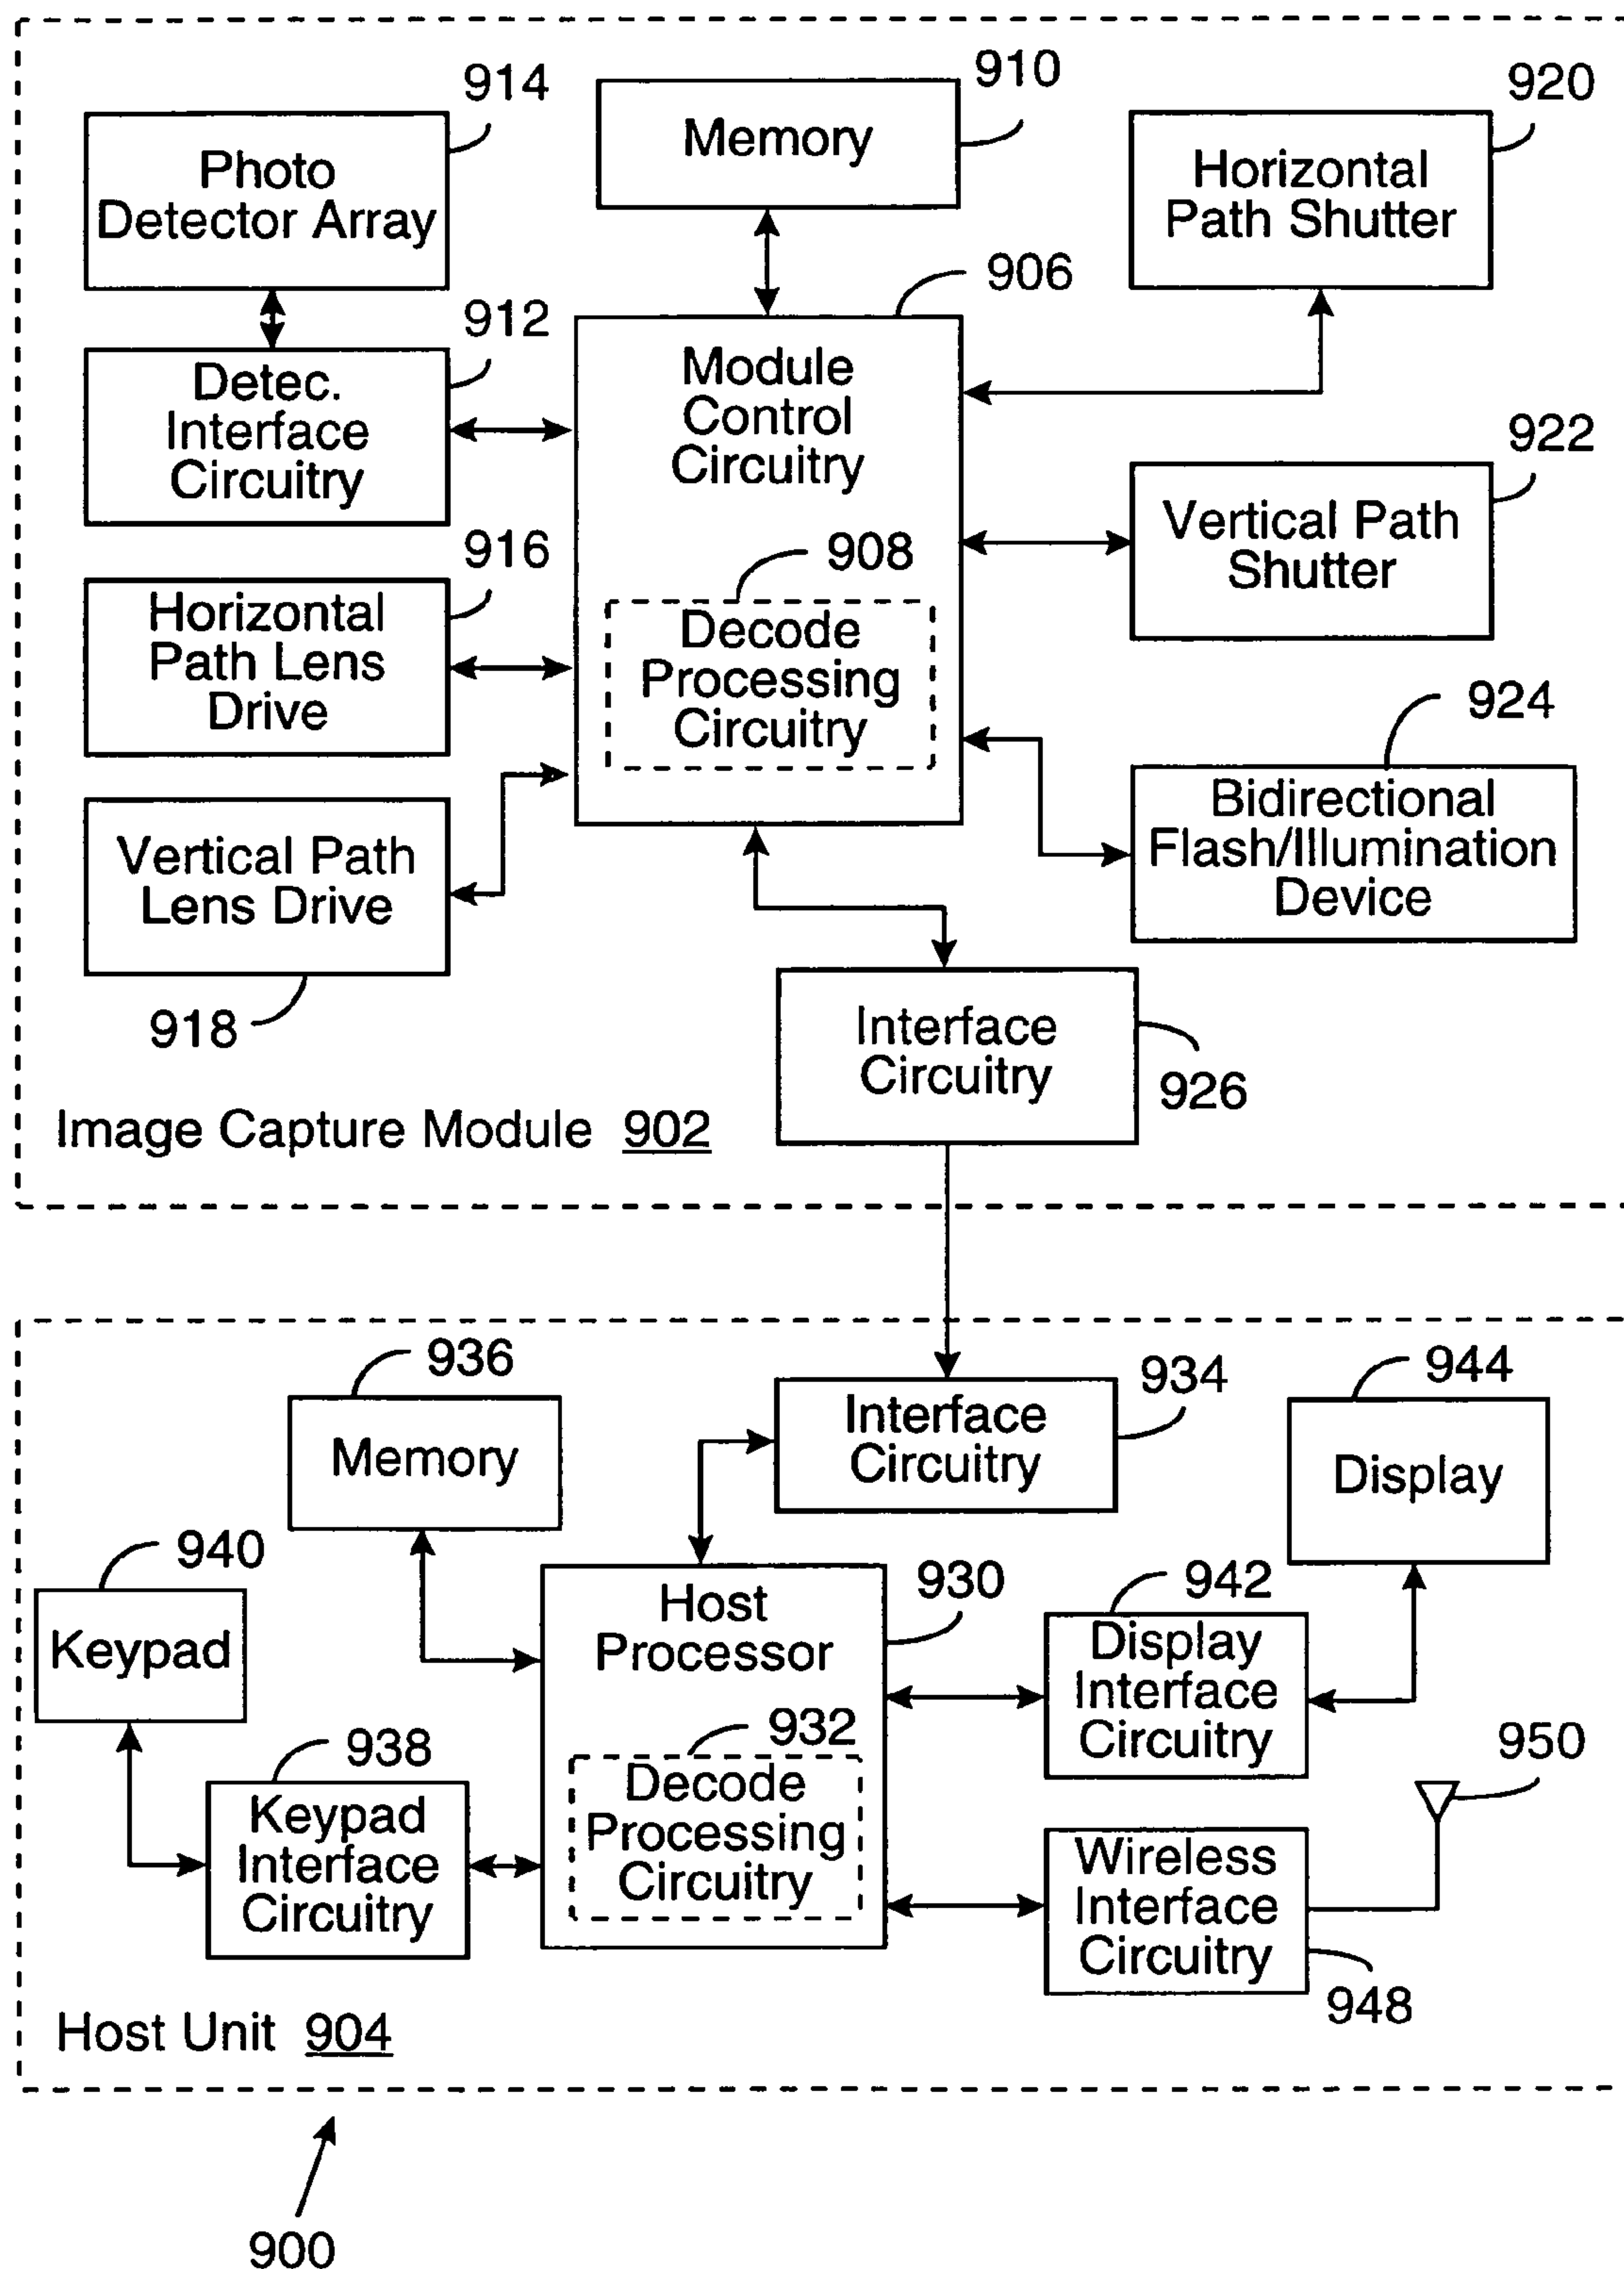 914
Photo
Detector Array
910
Memory
920
Horizontal
Path Shutter
906
912
Detec.
Interface
Circuitry
Module
Control
Circuitry
922
Vertical Path
Shutter
916
Horizontal
Path Lens
Drive
908
Decode
Processing
Circuitry
924
Bidirectional
Flash/Illumination
Device
Vertical Path
Lens Drive
918
Interface
Circuitry
926
Image Capture Module 902
936
Memory
934
Interface
Circuitry
944
Display
940
Keypad
930
Host
Processor
942
Display
Interface
Circuitry
938
Keypad
Interface
Circuitry
932
Decode
Processing
Circuitry
950
Wireless
Interface
Circuitry
948
Host Unit 904
900